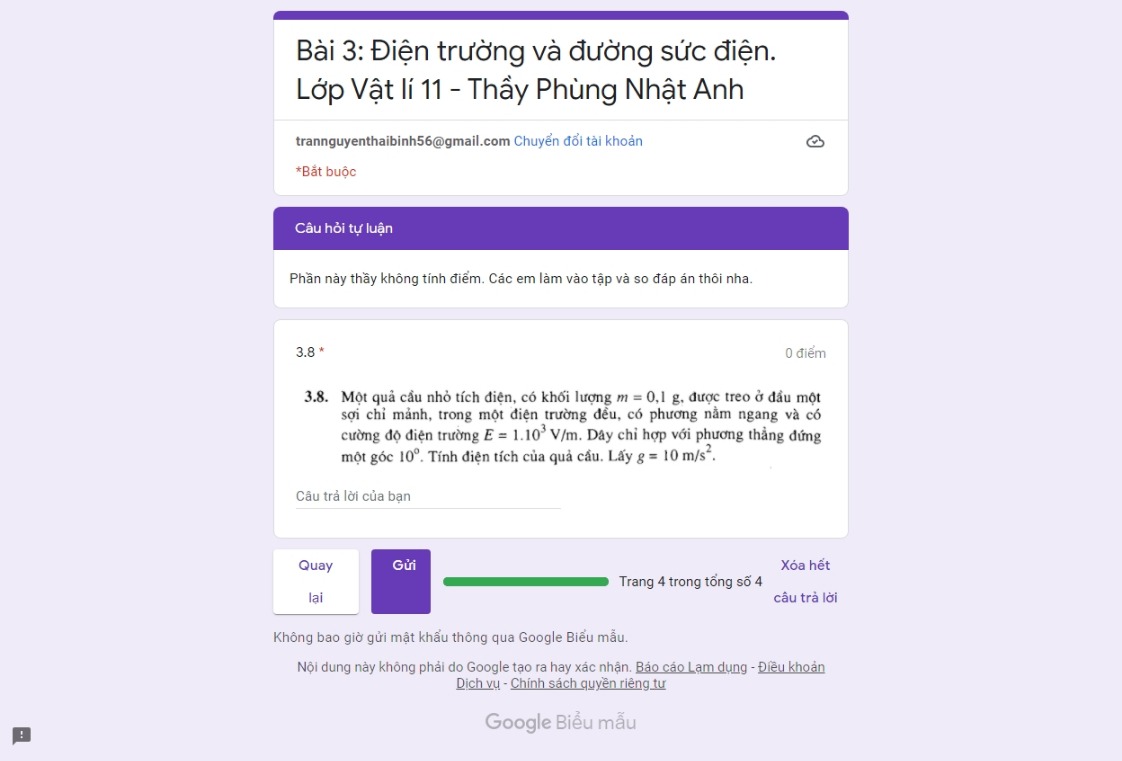 Bài 3: Điện trường và đường sức điện.
Lớp Vật lí 11 - Thầy Phùng Nhật Anh
trannguyenthaibinh56@gmail.com Chuyển đổi tài khoản
*Bắt buộc
Câu hỏi tự luận
Phần này thầy không tính điểm. Các em làm vào tập và so đáp án thôi nha.
3.8 *
0 điểm
3.8. Một quả cầu nhỏ tích điện, có khối lượng m = 0,1 g, được treo ở đầu một
sợi chỉ mảnh, trong một điện trường đều, có phương nằm ngang và có
cường độ điện trường E = 1.10³ V/m. Dây chỉ hợp với phương thẳng đứng
một góc 10°. Tính điện tích của quả cầu. Lấy g = 10 m/s².
Câu trả lời của bạn
Quay
lại
Gửi
Trang 4 trong tổng số 4
Xóa hết
câu trả lời
Không bao giờ gửi mật khẩu thông qua Google Biểu mẫu.
Nội dung này không phải do Google tạo ra hay xác nhận. Báo cáo Lạm dụng - Điều khoản
Dịch vụ - Chính sách quyền riêng tư
Google Biểu mẫu